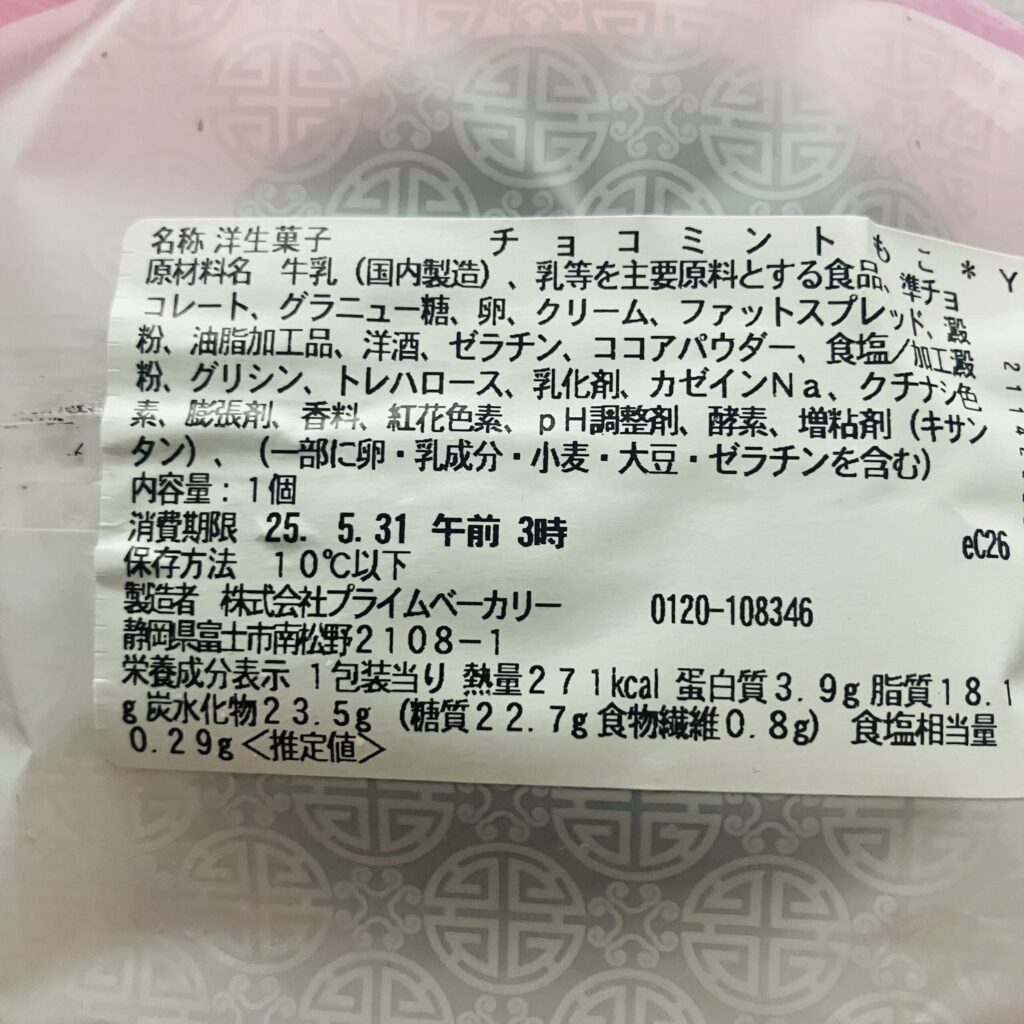 名称 洋生菓子 チョコミントもこ*Y
原材料名 牛乳（国内製造）、乳等を主要原料とする食品、準チョ
コレート、グラニュー糖、卵、クリーム、ファットスプレッド、澱
粉、油脂加工品、洋酒、ゼラチン、ココアパウダー、食塩／加工澱
粉、グリシン、トレハロース、乳化剤、カゼインＮａ、クチナシ色
素、膨張剤、香料、紅花色素、ｐＨ調整剤、酵素、増粘剤（キサン
タン）、（一部に卵・乳成分・小麦・大豆・ゼラチンを含む）
内容量：１個
消費期限 25. 5.31 午前 3時
eC26
保存方法 １０℃以下
製造者 株式会社プライムベーカリー 0120-108346
静岡県富士市南松野２１０８－１
栄養成分表示 １包装当り 熱量２７１kcal 蛋白質３.９g 脂質１８.１
g 炭水化物２３.５g（糖質２２.７g 食物繊維０.８g） 食塩相当量
０.２９g＜推定値＞